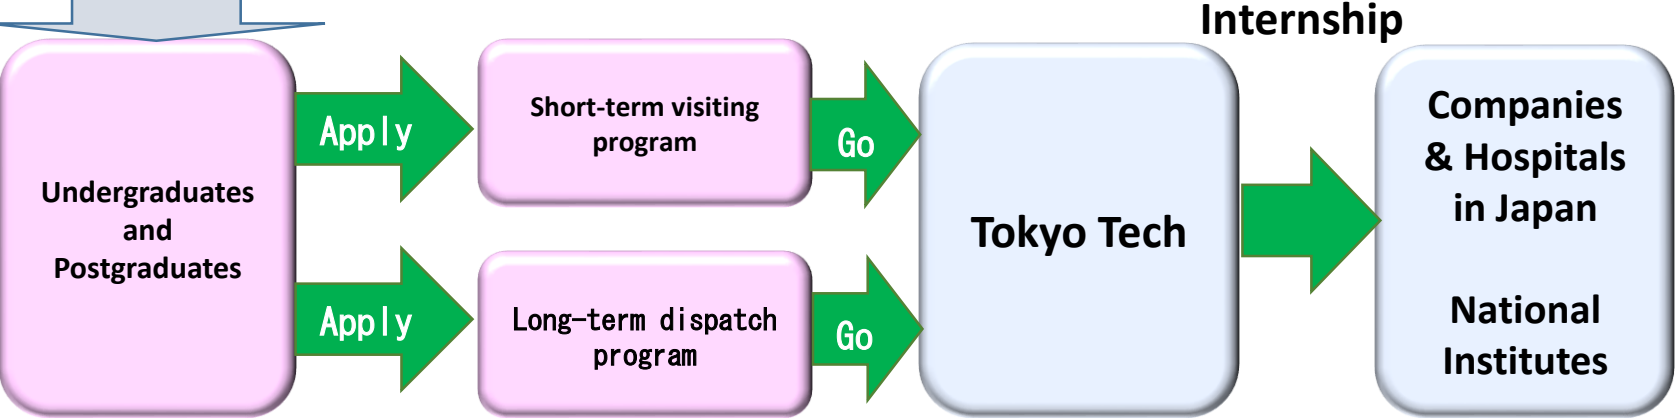 Internship
Undergraduates
and
Postgraduates
Apply
Short-term visiting
program
Go
Apply
Long-term dispatch
program
Go
Tokyo Tech
Companies
& Hospitals
in Japan
National
Institutes